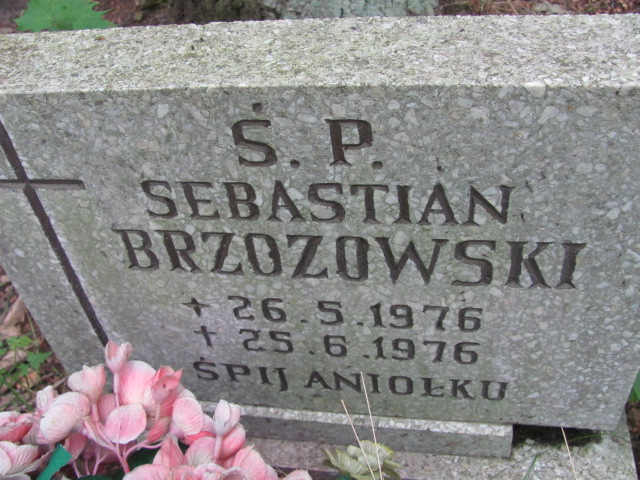 Ś. P.
SEBASTIAN
BRZOZOWSKI
+ 26.5.1976
+ 25.6.1976
ŚPIJ ANIOŁKU